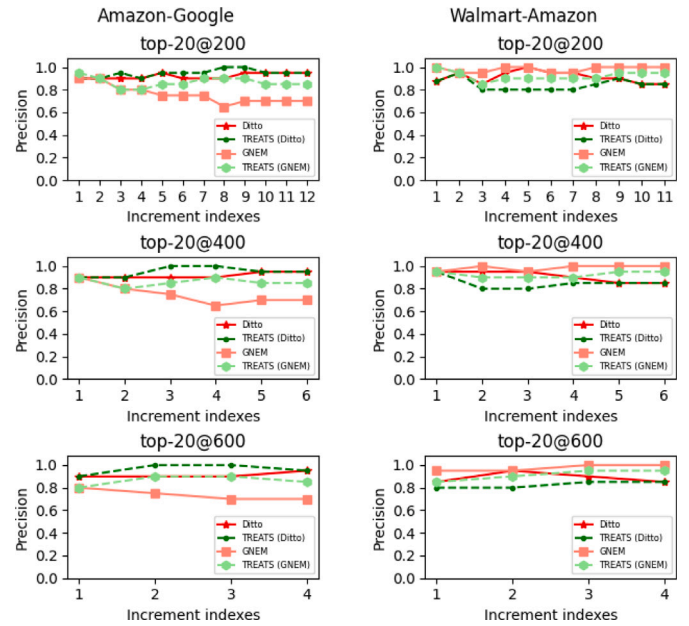 Amazon-Google
Walmart-Amazon
top-20@200
Precision
1.0
0.8
0.6
0.4
0.2
0.0
Ditto
TREATS (Ditto)
GNEM
TREATS (GNEM)
1 2 3 4 5 6 7 8 9 10 11 12
Increment indexes
top-20@200
Precision
1.0
0.8
0.6
0.4
0.2
0.0
Ditto
TREATS (Ditto)
GNEM
TREATS (GNEM)
1 2 3 4 5 6 7 8 9 10 11
Increment indexes
top-20@400
Precision
1.0
0.8
0.6
0.4
0.2
0.0
Ditto
TREATS (Ditto)
GNEM
TREATS (GNEM)
1 2 3 4 5 6
Increment indexes
top-20@400
Precision
1.0
0.8
0.6
0.4
0.2
0.0
Ditto
TREATS (Ditto)
GNEM
TREATS (GNEM)
1 2 3 4 5 6
Increment indexes
top-20@600
Precision
1.0
0.8
0.6
0.4
0.2
0.0
Ditto
TREATS (Ditto)
GNEM
TREATS (GNEM)
1 2 3 4
Increment indexes
top-20@600
Precision
1.0
0.8
0.6
0.4
0.2
0.0
Ditto
TREATS (Ditto)
GNEM
TREATS (GNEM)
1 2 3 4
Increment indexes